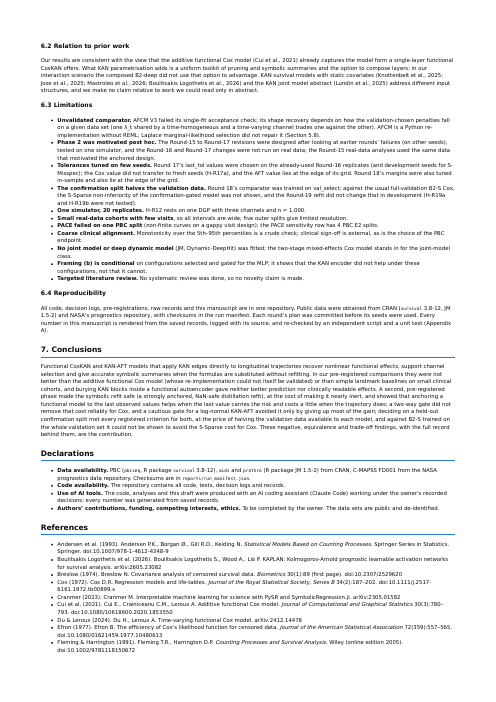 6.2 Relation to prior work
Our results are consistent with the view that the additive functional Cox model (Cui et al., 2021) already captures the form a single-layer functional
CoxKAN offers. What KAN parametrisation adds is a uniform toolkit of pruning and symbolic summaries and the option to compose layers; in our
interaction scenario the composed B2-deep did not use that option to advantage. KAN survival models with static covariates (Knottenbelt et al., 2025;
Jose et al., 2025; Mastroleo et al., 2026; Boulitsakis Logothetis et al., 2026) and the KAN joint model abstract (Lundin et al., 2025) address different input
structures, and we make no claim relative to work we could read only in abstract.
6.3 Limitations
• Unvalidated comparator. AFCM V3 failed its single-fit acceptance check; its shape recovery depends on how the validation-chosen penalties fall
on a given data set (one λ_t shared by a time-homogeneous and a time-varying channel trades one against the other). AFCM is a Python re-
implementation without REML; Laplace marginal-likelihood selection did not repair it (Section 5.8).
• Phase 2 was motivated post hoc. The Round-15 to Round-17 revisions were designed after looking at earlier rounds' failures (on other seeds),
tested on one simulator, and the Round-16 and Round-17 changes were not run on real data; the Round-15 real-data analyses used the same data
that motivated the anchored design.
• Tolerances tuned on few seeds. Round 17's last_tol values were chosen on the already-used Round-16 replicates (and development seeds for S-
Misspec); the Cox value did not transfer to fresh seeds (H-R17a), and the AFT value lies at the edge of its grid. Round 18's margins were also tuned
in-sample and also lie at the edge of the grid.
• The confirmation split halves the validation data. Round 18's comparator was trained on val_select; against the usual full-validation B2-S Cox,
the S-Sparse non-inferiority of the confirmation-gated model was not shown, and the Round-19 refit did not change that in development (H-R19a
and H-R19b were not tested).
• One simulator, 20 replicates. H-R12 rests on one DGP with three channels and n = 1,000.
• Small real-data cohorts with few visits, so all intervals are wide; five outer splits give limited resolution.
• PACE failed on one PBC split (non-finite scores on a gappy visit design); the PACE sensitivity row has 4 PBC E2 splits.
• Coarse clinical alignment. Monotonicity over the 5th–95th percentiles is a crude check; clinical sign-off is external, as is the choice of the PBC
endpoint.
• No joint model or deep dynamic model (JM, Dynamic-DeepHit) was fitted; the two-stage mixed-effects Cox model stands in for the joint-model
class.
• Framing (b) is conditional on configurations selected and gated for the MLP; it shows that the KAN encoder did not help under these
configurations, not that it cannot.
• Targeted literature review. No systematic review was done, so no novelty claim is made.
6.4 Reproducibility
All code, decision logs, pre-registrations, raw records and this manuscript are in one repository. Public data were obtained from CRAN (survival 3.8-12, JM
1.5-2) and NASA's prognostics repository, with checksums in the run manifest. Each round's plan was committed before its seeds were used. Every
number in this manuscript is rendered from the saved records, logged with its source, and re-checked by an independent script and a unit test (Appendix
A).
7. Conclusions
Functional CoxKAN and KAN-AFT models that apply KAN edges directly to longitudinal trajectories recover nonlinear functional effects, support channel
selection and give accurate symbolic summaries when the formulas are substituted without refitting. In our pre-registered comparisons they were not
better than the additive functional Cox model (whose re-implementation could not itself be validated) or than simple landmark baselines on small clinical
cohorts, and burying KAN blocks inside a functional autoencoder gave neither better prediction nor clinically readable effects. A second, pre-registered
phase made the symbolic refit safe (a strongly anchored, NaN-safe distillation refit), at the cost of making it nearly inert, and showed that anchoring a
functional model to the last observed values helps when the last value carries the risk and costs a little when the trajectory does; a two-way gate did not
remove that cost reliably for Cox, and a cautious gate for a log-normal KAN-AFT avoided it only by giving up most of the gain; deciding on a held-out
confirmation split met every registered criterion for both, at the price of halving the validation data available to each model, and against B2-S trained on
the whole validation set it could not be shown to avoid the S-Sparse cost for Cox. These negative, equivalence and trade-off findings, with the full record
behind them, are the contribution.
Declarations
• Data availability. PBC (pbcseq, R package survival 3.8-12), aids and prothro (R package JM 1.5-2) from CRAN; C-MAPSS FD001 from the NASA
prognostics data repository. Checksums are in reports/run_manifest.json.
• Code availability. The repository contains all code, tests, decision logs and records.
• Use of AI tools. The code, analyses and this draft were produced with an AI coding assistant (Claude Code) working under the owner's recorded
decisions; every number was generated from saved records.
• Authors' contributions, funding, competing interests, ethics. To be completed by the owner. The data sets are public and de-identified.
References
• Andersen et al. (1993). Andersen P.K., Borgan Ø., Gill R.D., Keiding N. Statistical Models Based on Counting Processes. Springer Series in Statistics.
Springer. doi:10.1007/978-1-4612-4348-9
• Boulitsakis Logothetis et al. (2026). Boulitsakis Logothetis S., Wood A., Liò P. KAPLAN: Kolmogorov-Arnold prognostic learnable activation networks
for survival analysis. arXiv:2605.23082
• Breslow (1974). Breslow N. Covariance analysis of censored survival data. Biometrics 30(1):89 (first page). doi:10.2307/2529620
• Cox (1972). Cox D.R. Regression models and life-tables. Journal of the Royal Statistical Society, Series B 34(2):187-202. doi:10.1111/j.2517-
6161.1972.tb00899.x
• Cranmer (2023). Cranmer M. Interpretable machine learning for science with PySR and SymbolicRegression.jl. arXiv:2305.01582
• Cui et al. (2021). Cui E., Crainiceanu C.M., Leroux A. Additive functional Cox model. Journal of Computational and Graphical Statistics 30(3):780-
793. doi:10.1080/10618600.2020.1853550
• Du & Leroux (2024). Du H., Leroux A. Time-varying functional Cox model. arXiv:2412.14478
• Efron (1977). Efron B. The efficiency of Cox's likelihood function for censored data. Journal of the American Statistical Association 72(359):557-565.
doi:10.1080/01621459.1977.10480613
• Fleming & Harrington (1991). Fleming T.R., Harrington D.P. Counting Processes and Survival Analysis. Wiley (online edition 2005).
doi:10.1002/9781118150672